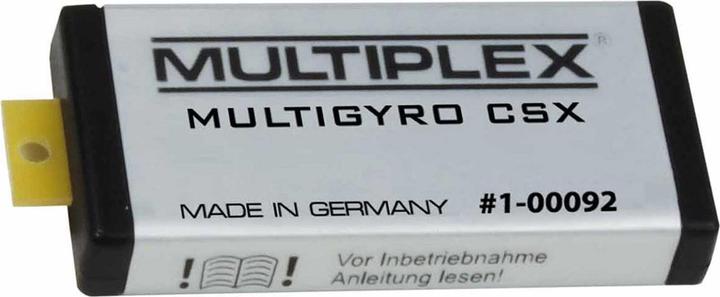 MULTIPLEX®
MULTIGYRO CSX
MADE IN GERMANY #1-00092
! ! Vor Inbetriebnahme
Anleitung lesen!